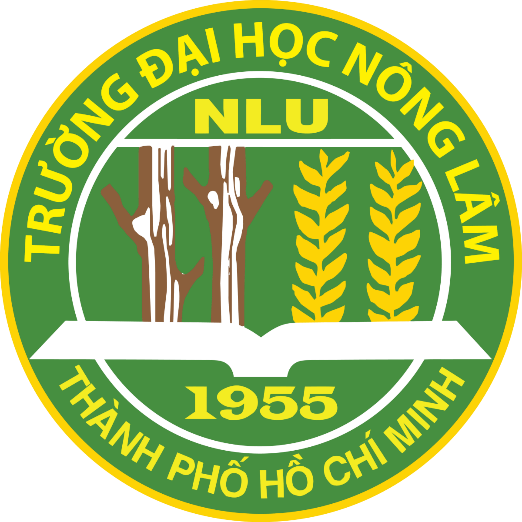 TRƯỜNG ĐẠI HỌC NÔNG LÂM
NLU
1955
THÀNH PHỐ HỒ CHÍ MINH